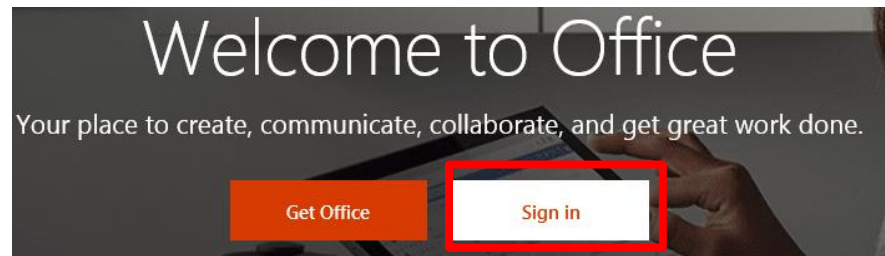 Welcome to Office
Your place to create, communicate, collaborate, and get great work done.
Get Office
Sign in